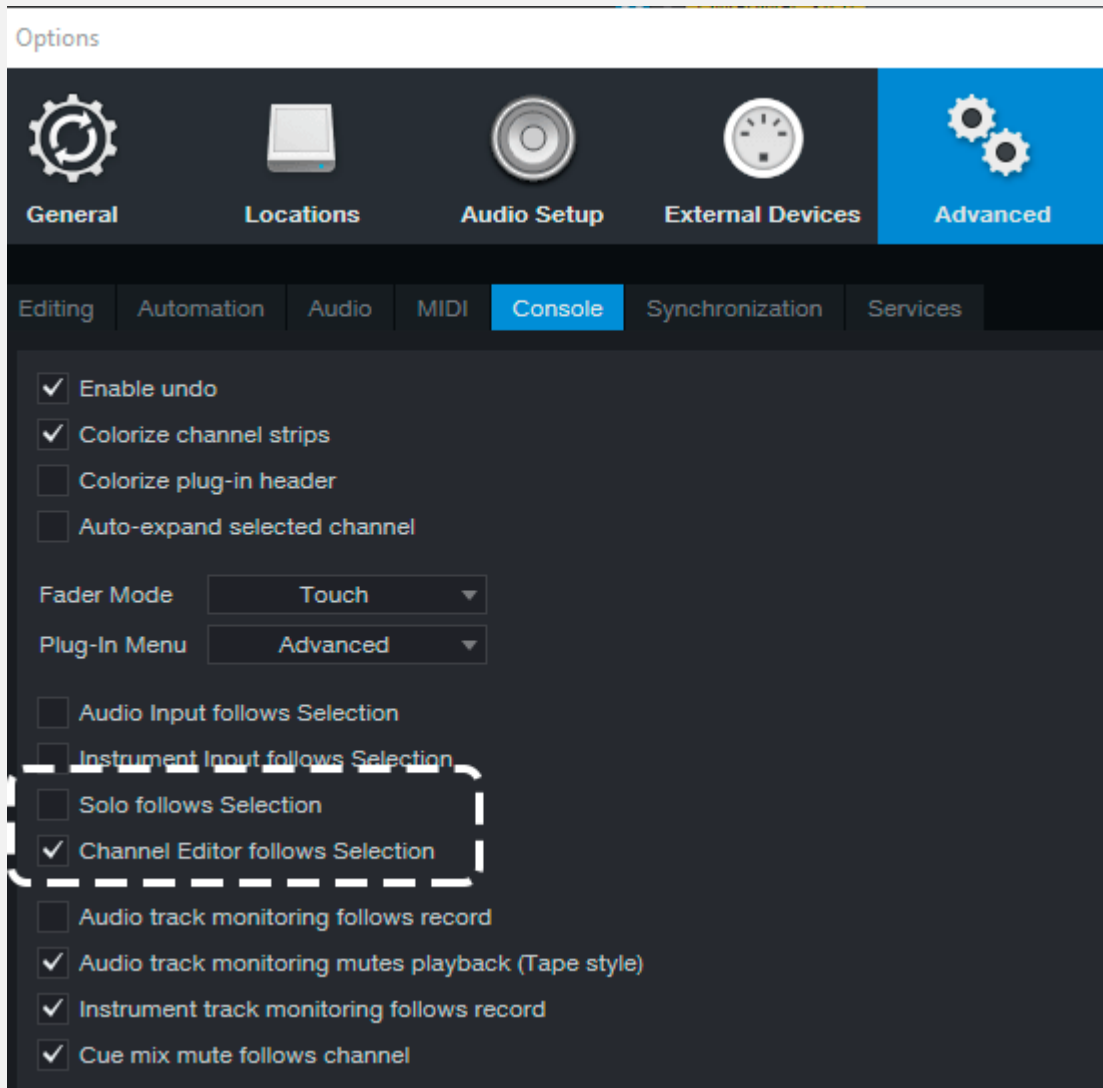 Options
General Locations Audio Setup External Devices Advanced
Editing Automation Audio MIDI Console Synchronization Services
Enable undo
Colorize channel strips
Colorize plug-in header
Auto-expand selected channel
Fader Mode Touch
Plug-In Menu Advanced
Audio Input follows Selection
Instrument Input follows Selection
Solo follows Selection
Channel Editor follows Selection
Audio track monitoring follows record
Audio track monitoring mutes playback (Tape style)
Instrument track monitoring follows record
Cue mix mute follows channel